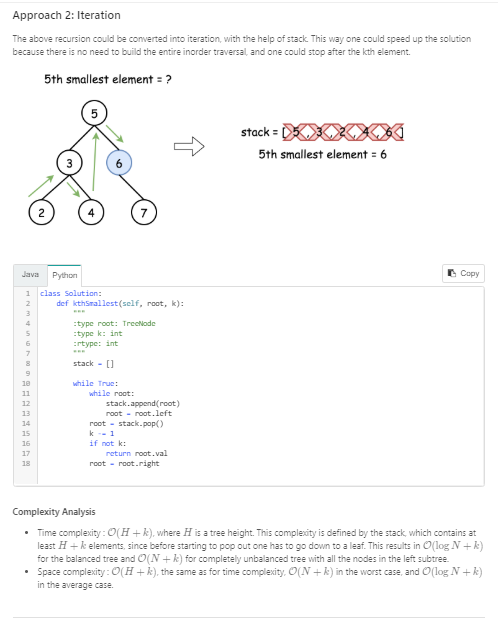 Approach 2: Iteration
The above recursion could be converted into iteration, with the help of stack. This way one could speed up the solution
because there is no need to build the entire inorder traversal, and one could stop after the kth element.
5th smallest element = ?
5
3
6
2
4
7
stack = [5, 3, 2, 4, 6]
5th smallest element = 6
Java
Python
Copy
1 class Solution:
2 def kthSmallest(self, root, k):
3 """
4 :type root: TreeNode
5 :type k: int
6 :rtype: int
7 """
8 stack = []
9
10 while True:
11 while root:
12 stack.append(root)
13 root = root.left
14 root = stack.pop()
15 k -= 1
16 if not k:
17 return root.val
18 root = root.right
Complexity Analysis
• Time complexity : O(H + k), where H is a tree height. This complexity is defined by the stack, which contains at
least H + k elements, since before starting to pop out one has to go down to a leaf. This results in O(log N + k)
for the balanced tree and O(N + k) for completely unbalanced tree with all the nodes in the left subtree.
• Space complexity : O(H + k), the same as for time complexity, O(N + k) in the worst case, and O(log N + k)
in the average case.